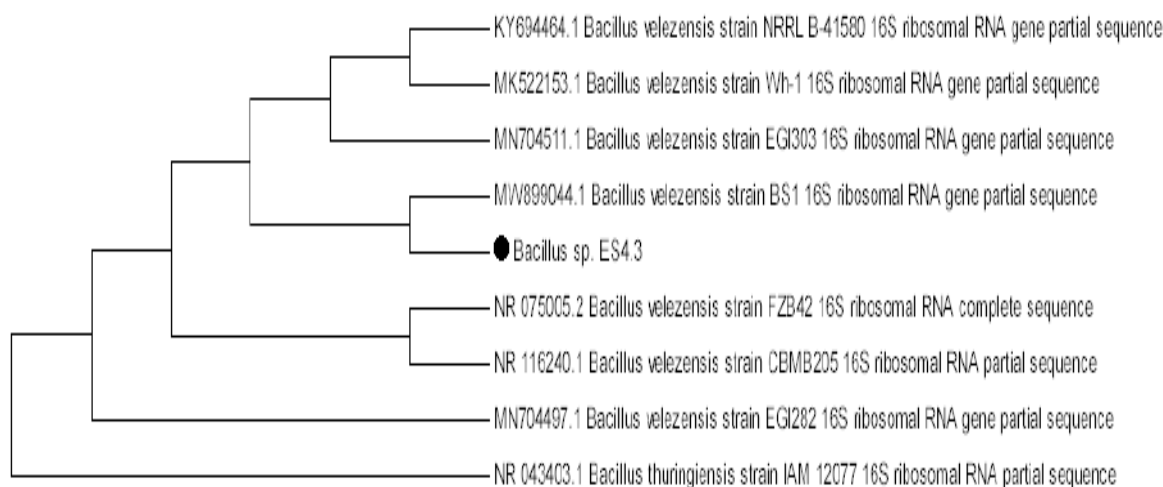 KY694464.1 Bacillus velezensis strain NRRL B-41580 16S ribosomal RNA gene partial sequence
MK522153.1 Bacillus velezensis strain Wh-1 16S ribosomal RNA gene partial sequence
MN704511.1 Bacillus velezensis strain EGI303 16S ribosomal RNA gene partial sequence
MW899044.1 Bacillus velezensis strain BS1 16S ribosomal RNA gene partial sequence
Bacillus sp. ES4.3
NR 075005.2 Bacillus velezensis strain FZB42 16S ribosomal RNA complete sequence
NR 116240.1 Bacillus velezensis strain CBMB205 16S ribosomal RNA partial sequence
MN704497.1 Bacillus velezensis strain EGI282 16S ribosomal RNA gene partial sequence
NR 043403.1 Bacillus thuringiensis strain IAM 12077 16S ribosomal RNA partial sequence